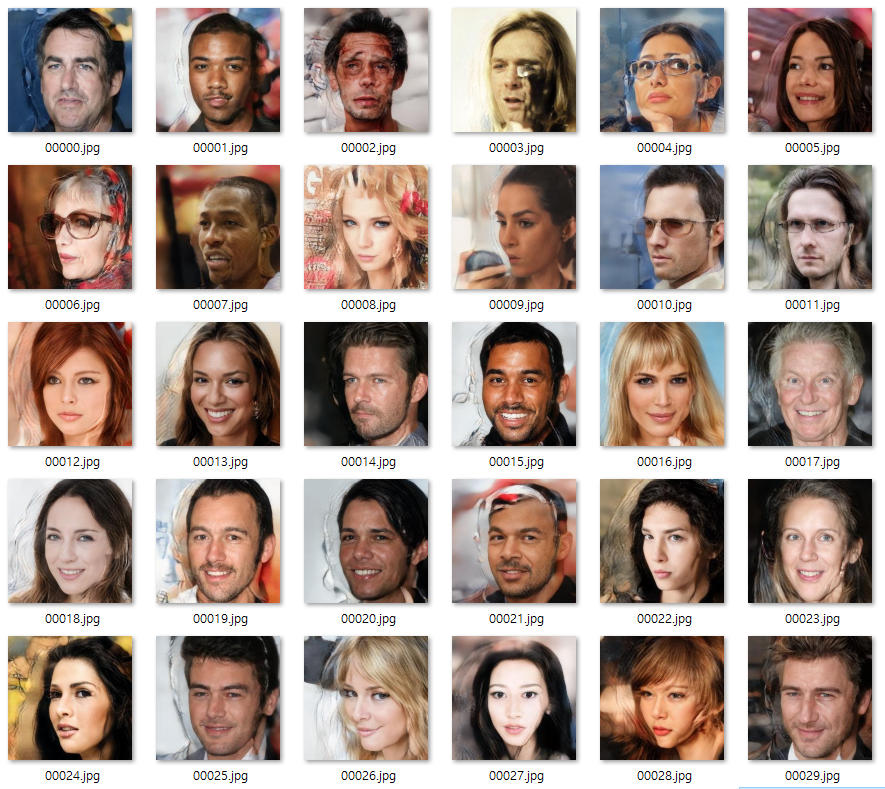 00000.jpg 00001.jpg 00002.jpg 00003.jpg 00004.jpg 00005.jpg
G
00006.jpg 00007.jpg 00008.jpg 00009.jpg 00010.jpg 00011.jpg
00012.jpg 00013.jpg 00014.jpg 00015.jpg 00016.jpg 00017.jpg
00018.jpg 00019.jpg 00020.jpg 00021.jpg 00022.jpg 00023.jpg
00024.jpg 00025.jpg 00026.jpg 00027.jpg 00028.jpg 00029.jpg